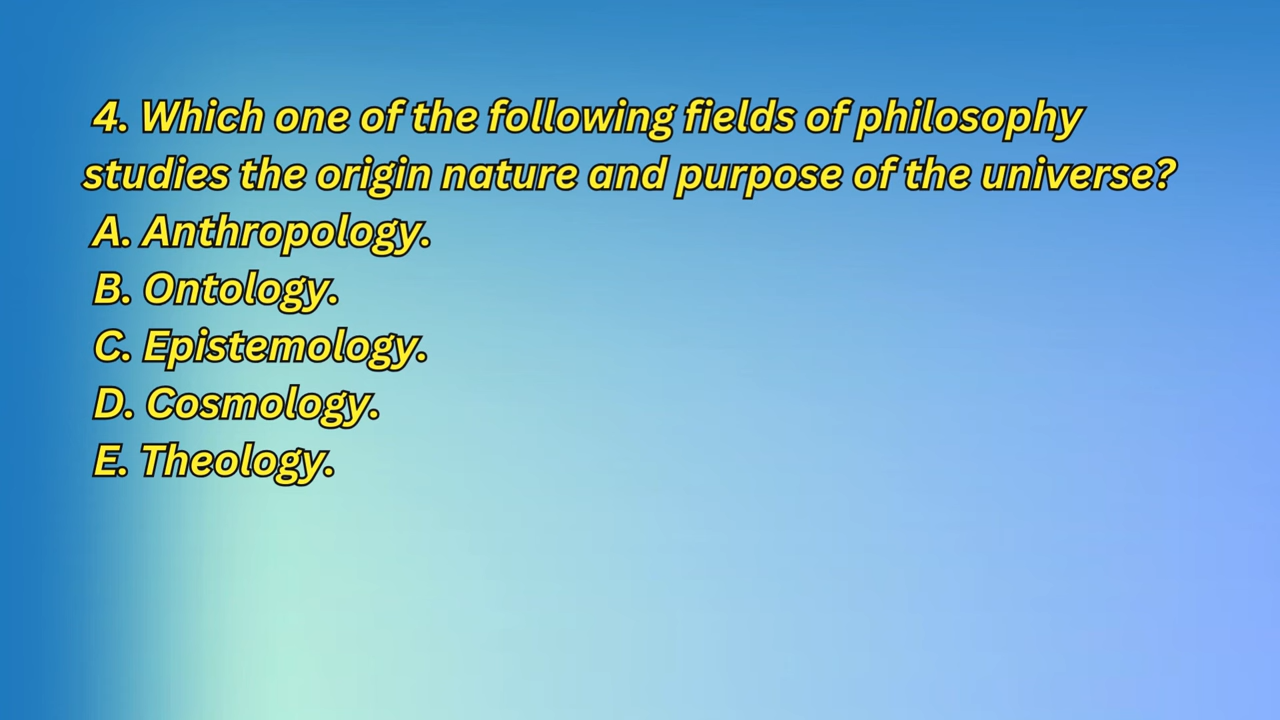 4. Which one of the following fields of philosophy
studies the origin nature and purpose of the universe?
A. Anthropology.
B. Ontology.
C. Epistemology.
D. Cosmology.
E. Theology.